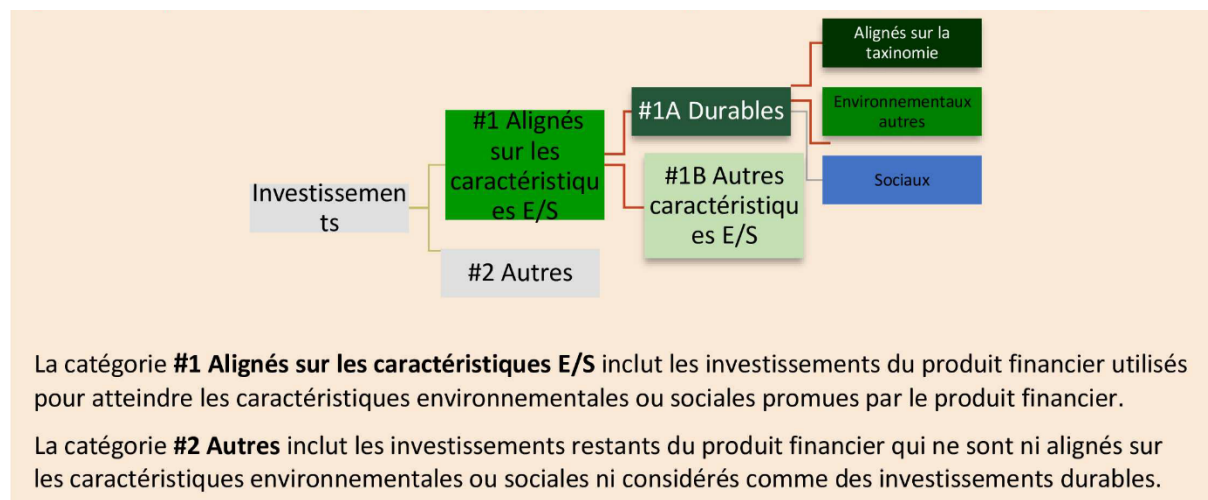 Alignés sur la
taxinomie
#1A Durables
Environnementaux
autres
#1 Alignés
sur les
caractéristiqu
es E/S
#1B Autres
caractéristiqu
es E/S
Sociaux
Investissemen
ts
#2 Autres
La catégorie #1 Alignés sur les caractéristiques E/S inclut les investissements du produit financier utilisés
pour atteindre les caractéristiques environnementales ou sociales promues par le produit financier.
La catégorie #2 Autres inclut les investissements restants du produit financier qui ne sont ni alignés sur
les caractéristiques environnementales ou sociales ni considérés comme des investissements durables.